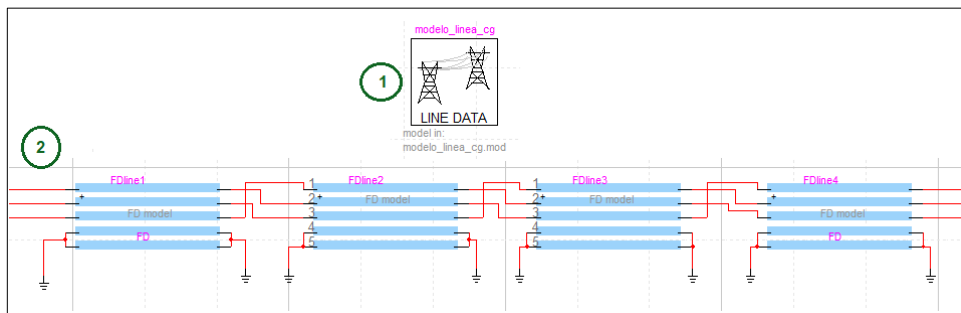 modelo_linea_cg
1
LINE DATA
model in:
modelo_linea_cg.mod
2
FDline1
+
FD model
FD
1
2
3
4
5
FDline2
+
FD model
1
2
3
4
5
FDline3
+
FD model
FDline4
+
FD model
FD